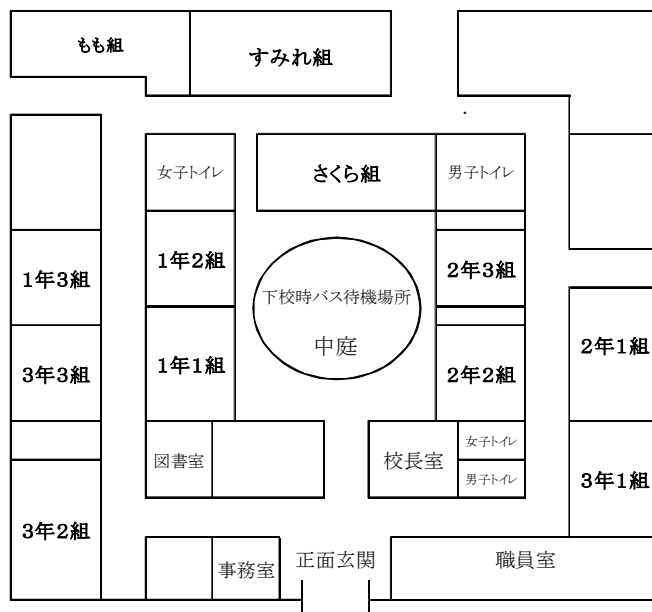 もも組
すみれ組
女子トイレ
さくら組
男子トイレ
1年3組
1年2組
2年3組
下校時バス待機場所
中庭
3年3組
1年1組
2年2組
2年1組
図書室
校長室
女子トイレ
男子トイレ
3年2組
3年1組
事務室
正面玄関
職員室